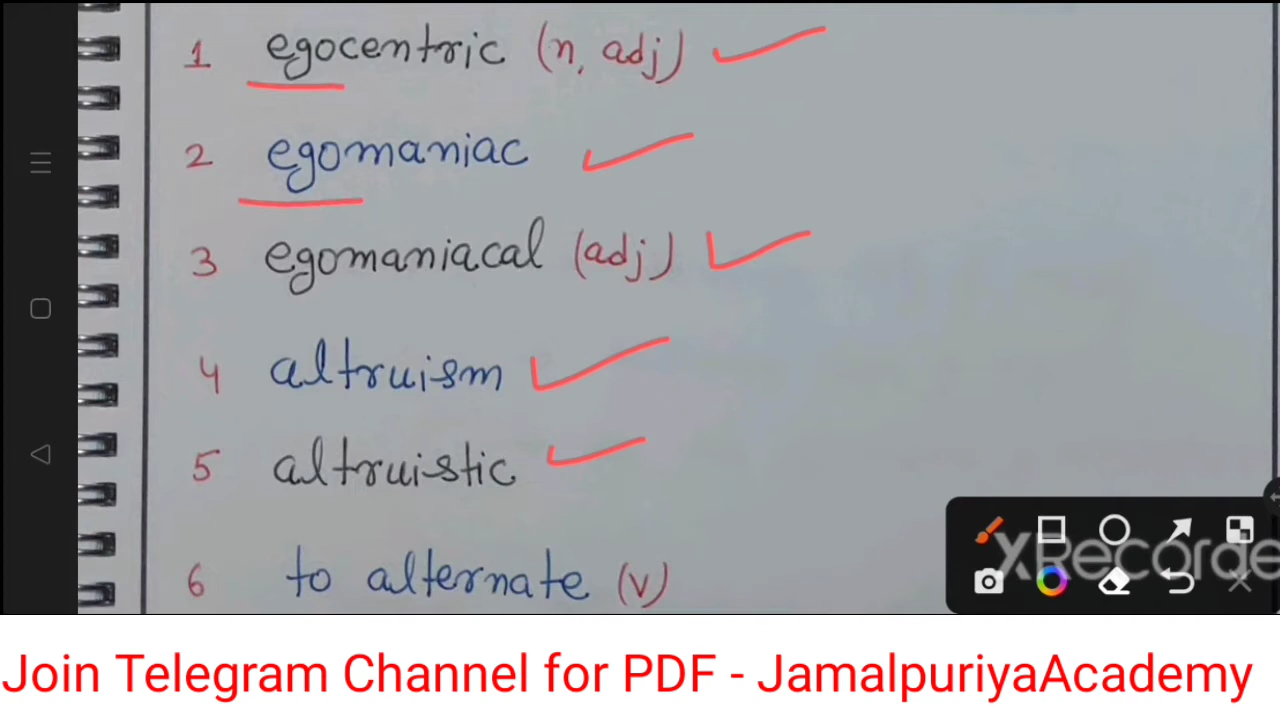 1 egocentric (n, adj)
2 egomaniac
3 egomaniacal (adj)
4 altruism
5 altruistic
6 to alternate (v)
XRecorde
Join Telegram Channel for PDF - JamalpuriyaAcademy